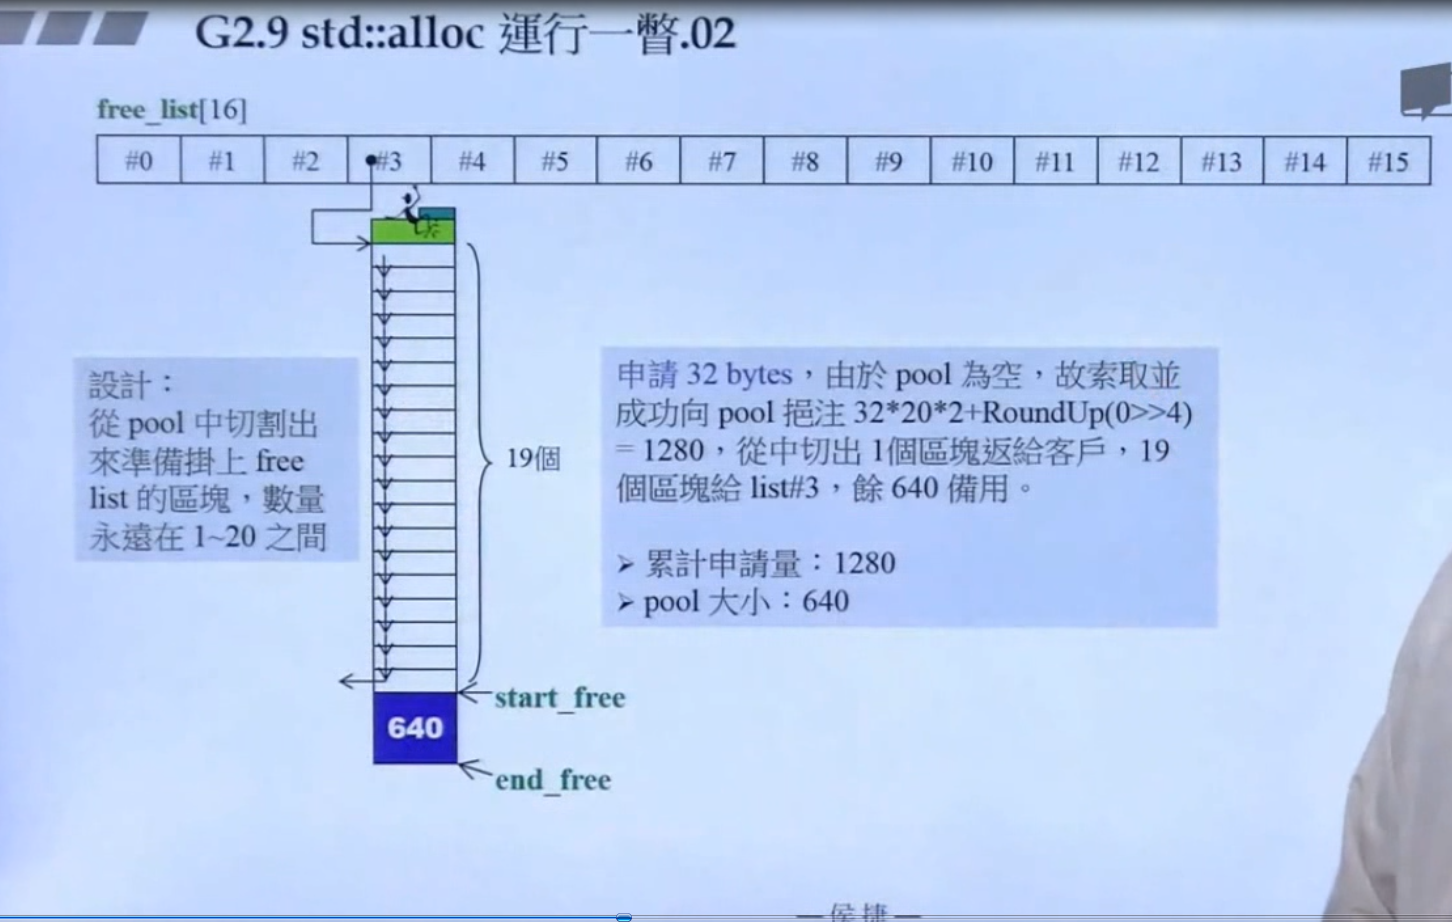 G2.9 std::alloc 運行一瞥.02
free_list[16]
#0 #1 #2 #3 #4 #5 #6 #7 #8 #9 #10 #11 #12 #13 #14 #15
設計：
從 pool 中切割出
來準備掛上 free
list 的區塊，數量
永遠在 1~20 之間
19個
申請 32 bytes，由於 pool 為空，故索取並
成功向 pool 挹注 32*20*2+RoundUp(0>>4)
= 1280，從中切出 1個區塊返給客戶，19
個區塊給 list#3，餘 640 備用。
➢ 累計申請量：1280
➢ pool 大小：640
start_free
640
end_free
—侯捷—